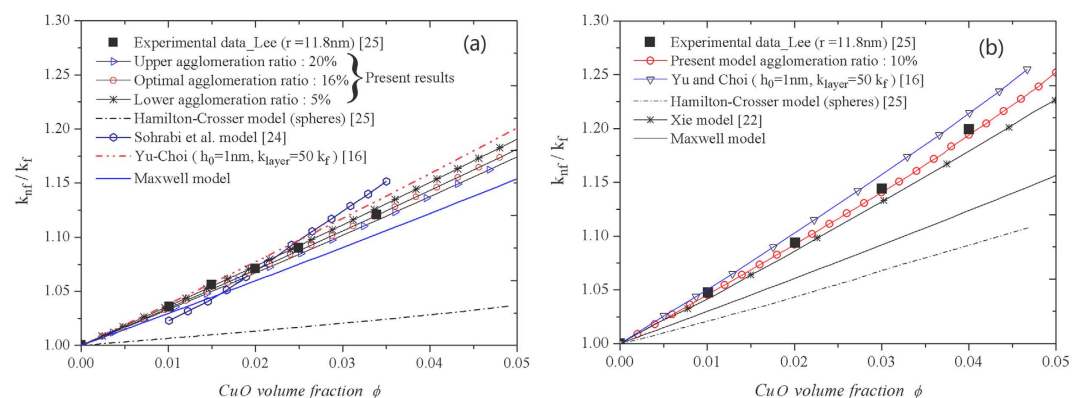 (a)
Experimental data_Lee (r =11.8nm) [25]
Upper agglomeration ratio : 20%
Optimal agglomeration ratio : 16%
Lower agglomeration ratio : 5%
Present results
Hamilton-Crosser model (spheres) [25]
Sohrabi et al. model [24]
Yu-Choi ( h₀=1nm, k_layer=50 k_f ) [16]
Maxwell model
k_nf / k_f
1.30
1.25
1.20
1.15
1.10
1.05
1.00
0.00 0.01 0.02 0.03 0.04 0.05
CuO volume fraction ϕ
(b)
Experimental data_Lee (r =11.8nm) [25]
Present model agglomeration ratio : 10%
Yu and Choi ( h₀=1nm, k_layer=50 k_f ) [16]
Hamilton-Crosser model (spheres) [25]
Xie model [22]
Maxwell model
k_nf / k_f
1.30
1.25
1.20
1.15
1.10
1.05
1.00
0.00 0.01 0.02 0.03 0.04 0.05
CuO volume fraction ϕ